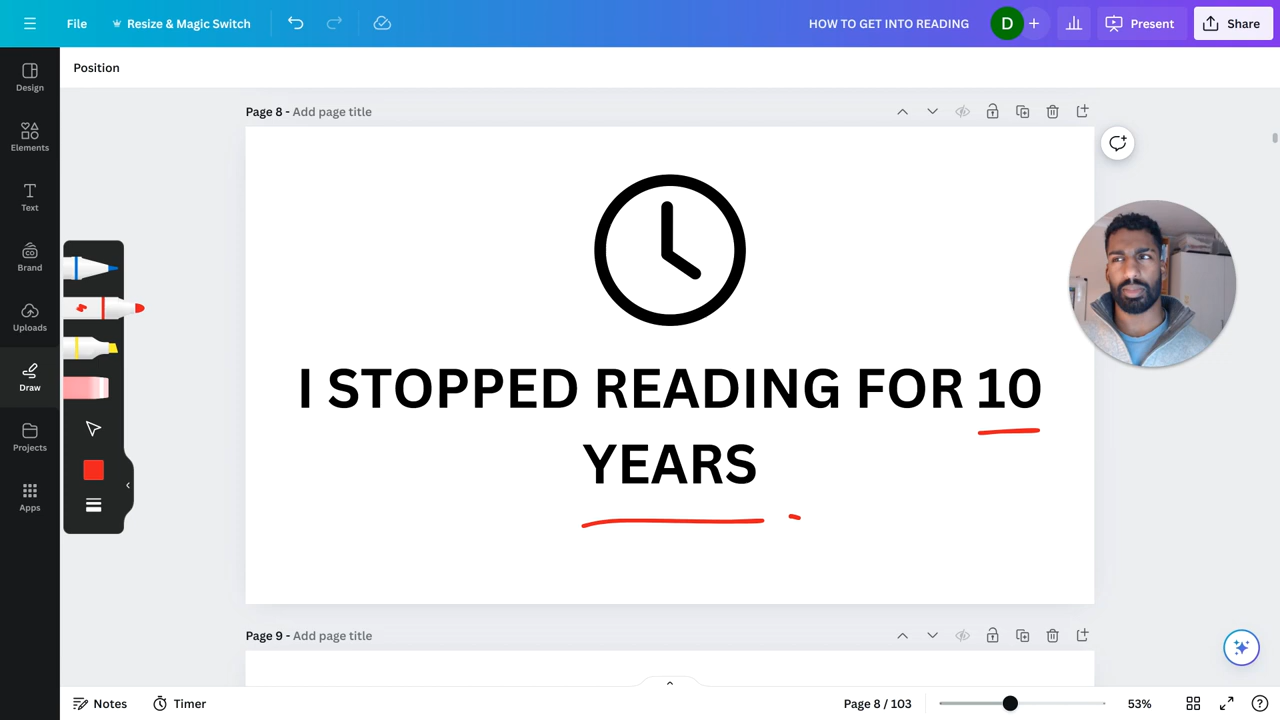 File
Resize & Magic Switch
HOW TO GET INTO READING
D
+
Present
Share
Position
Design
Elements
Text
Brand
Uploads
Draw
Projects
Apps
Page 8 - Add page title
I STOPPED READING FOR 10
YEARS
Page 9 - Add page title
Notes
Timer
Page 8 / 103
53%